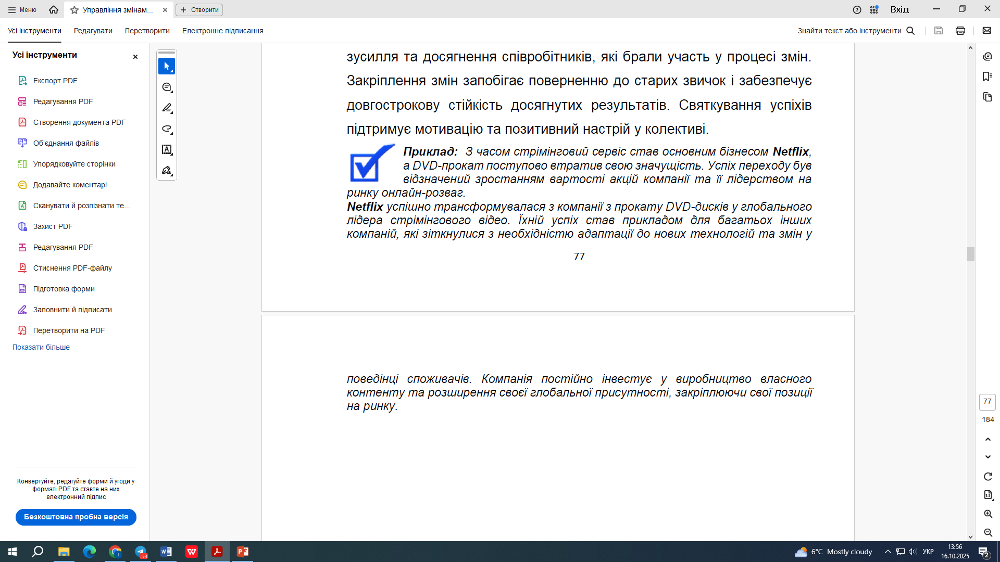 Меню
Управління змінам...
Створити
Вхід
Усі інструменти
Редагувати
Перетворити
Електронне підписання
Знайти текст або інструменти
Усі інструменти
Експорт PDF
Редагування PDF
Створення документа PDF
Об’єднання файлів
Упорядковуйте сторінки
Додавайте коментарі
Сканувати й розпізнати те...
Захист PDF
Редагування PDF
Стиснення PDF-файлу
Підготовка форми
Заповнити й підписати
Перетворити на PDF
Показати більше
Конвертуйте, редагуйте форми й угоди у
форматі PDF та ставте на них
електронний підпис
Безкоштовна пробна версія
зусилля та досягнення співробітників, які брали участь у процесі змін.
Закріплення змін запобігає поверненню до старих звичок і забезпечує
довгострокову стійкість досягнутих результатів. Святкування успіхів
підтримує мотивацію та позитивний настрій у колективі.
Приклад: З часом стрімінговий сервіс став основним бізнесом Netflix,
а DVD-прокат поступово втратив свою значущість. Успіх переходу був
відзначений зростанням вартості акцій компанії та її лідерством на
ринку онлайн-розваг.
Netflix успішно трансформувалася з компанії з прокату DVD-дисків у глобального
лідера стрімінгового відео. Їхній успіх став прикладом для багатьох інших
компаній, які зіткнулися з необхідністю адаптації до нових технологій та змін у
77
поведінці споживачів. Компанія постійно інвестує у виробництво власного
контенту та розширення своєї глобальної присутності, закріплюючи свої позиції
на ринку.
77
184
6°C Mostly cloudy
УКР
13:56
16.10.2025
2